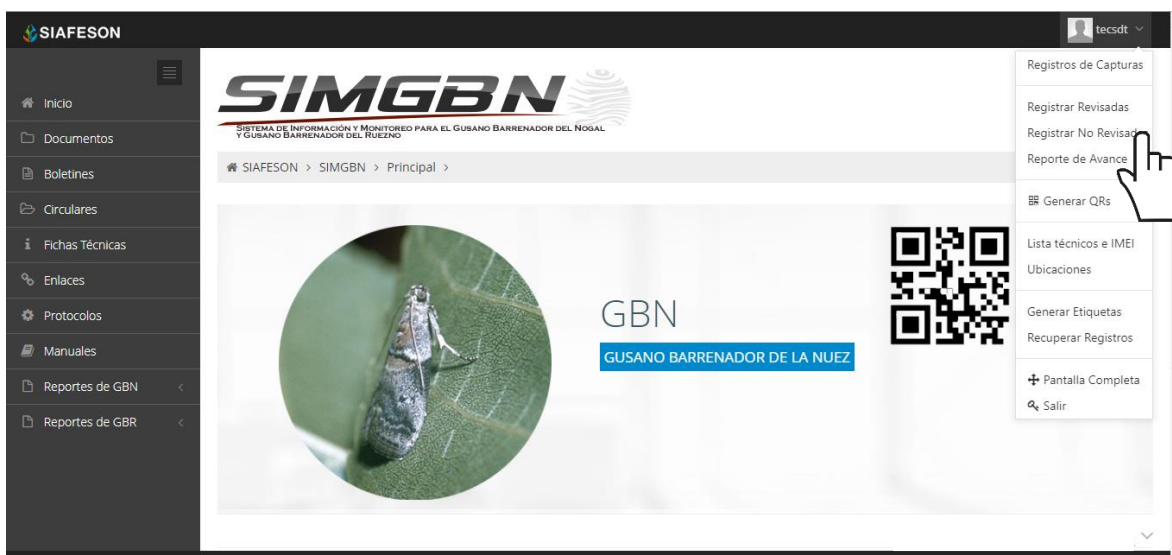 SIAFESON
tecsdt
Inicio
Documentos
Boletines
Circulares
Fichas Técnicas
Enlaces
Protocolos
Manuales
Reportes de GBN
Reportes de GBR
SIMGBN
SISTEMA DE INFORMACIÓN Y MONITOREO PARA EL GUSANO BARRENADOR DEL NOGAL
Y GUSANO BARRENADOR DEL RUEZNO
SIAFESON > SIMGBN > Principal >
GBN
GUSANO BARRENADOR DE LA NUEZ
Registros de Capturas
Registrar Revisadas
Registrar No
Reporte de Avance
Generar QRs
Lista técnicos e IMEI
Ubicaciones
Generar Etiquetas
Recuperar Registros
Pantalla Completa
Salir